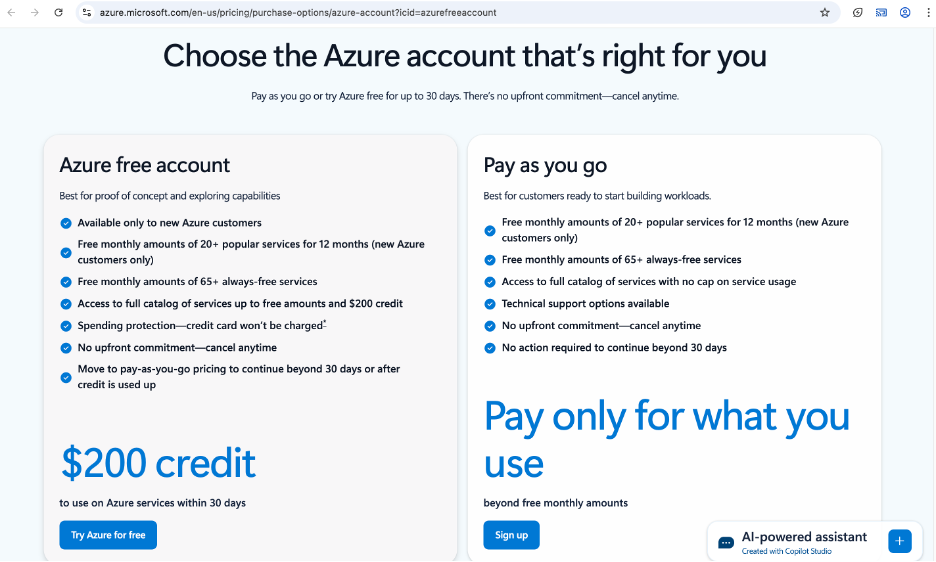 azure.microsoft.com/en-us/pricing/purchase-options/azure-account?icid=azurefreeaccount
Choose the Azure account that’s right for you
Pay as you go or try Azure free for up to 30 days. There’s no upfront commitment—cancel anytime.
Azure free account
Best for proof of concept and exploring capabilities
Available only to new Azure customers
Free monthly amounts of 20+ popular services for 12 months (new Azure
customers only)
Free monthly amounts of 65+ always-free services
Access to full catalog of services up to free amounts and $200 credit
Spending protection—credit card won’t be charged*
No upfront commitment—cancel anytime
Move to pay-as-you-go pricing to continue beyond 30 days or after
credit is used up
$200 credit
to use on Azure services within 30 days
Try Azure for free
Pay as you go
Best for customers ready to start building workloads.
Free monthly amounts of 20+ popular services for 12 months (new Azure
customers only)
Free monthly amounts of 65+ always-free services
Access to full catalog of services with no cap on service usage
Technical support options available
No upfront commitment—cancel anytime
No action required to continue beyond 30 days
Pay only for what you
use
beyond free monthly amounts
Sign up
AI-powered assistant
Created with Copilot Studio